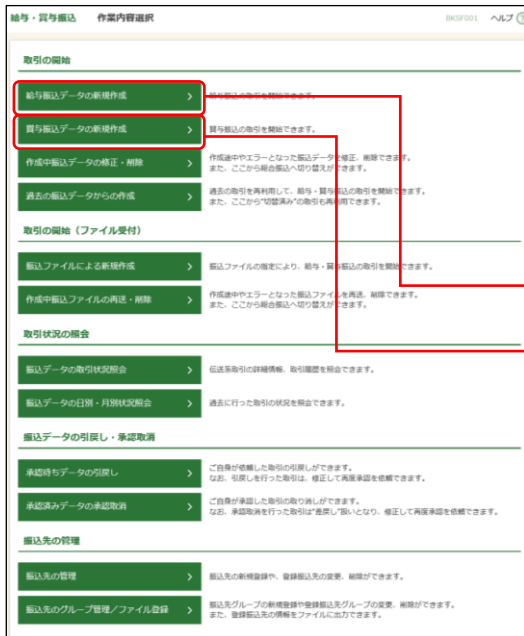 給与・賞与振込 作業内容選択 BKSF001 ヘルプ ?
取引の開始
給与振込データの新規作成 > 給与振込の取引を開始できます。
賞与振込データの新規作成 > 賞与振込の取引を開始できます。
作成中振込データの修正・削除 > 作成途中やエラーとなった振込データを修正、削除できます。
また、ここから総合振込へ切り替えができます。
過去の振込データからの作成 > 過去の取引を再利用して、給与・賞与振込の取引を開始できます。
また、ここから"切替済み"の取引も再利用できます。
取引の開始（ファイル受付）
振込ファイルによる新規作成 > 振込ファイルの指定により、給与・賞与振込の取引を開始できます。
作成中振込ファイルの再送・削除 > 作成途中やエラーとなった振込ファイルを再送、削除できます。
また、ここから総合振込へ切り替えができます。
取引状況の照会
振込データの取引状況照会 > 伝送系取引の詳細情報、取引履歴を照会できます。
振込データの日別・月別状況照会 > 過去に行った取引の状況を照会できます。
振込データの引戻し・承認取消
承認待ちデータの引戻し > ご自身が依頼した取引の引戻しができます。
なお、引戻しを行った取引は、修正して再度承認を依頼できます。
承認済みデータの承認取消 > ご自身が承認した取引の取り消しができます。
なお、承認取消を行った取引は"差戻し"扱いとなり、修正して再度承認を依頼できます。
振込先の管理
振込先の管理 > 振込先の新規登録や、登録振込先の変更、削除ができます。
振込先のグループ管理／ファイル登録 > 振込先グループの新規登録や登録振込先グループの変更、削除ができます。
また、登録振込先の情報をファイルに出力できます。